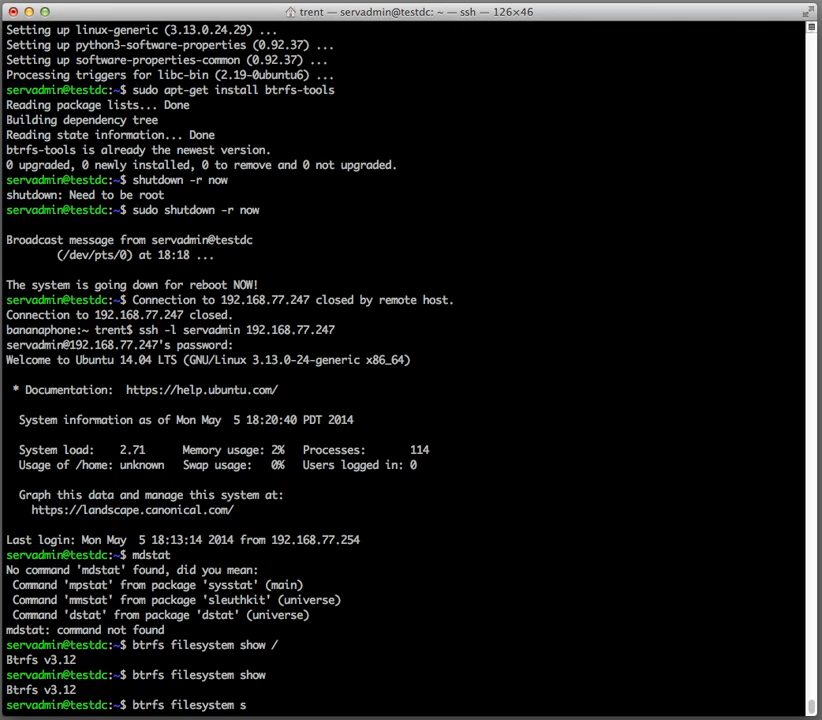 trent — servadmin@testdc: ~ — ssh — 126×46
Setting up linux-generic (3.13.0.24.29) ...
Setting up python3-software-properties (0.92.37) ...
Setting up software-properties-common (0.92.37) ...
Processing triggers for libc-bin (2.19-0ubuntu6) ...
servadmin@testdc:~$ sudo apt-get install btrfs-tools
Reading package lists... Done
Building dependency tree
Reading state information... Done
btrfs-tools is already the newest version.
0 upgraded, 0 newly installed, 0 to remove and 0 not upgraded.
servadmin@testdc:~$ shutdown -r now
shutdown: Need to be root
servadmin@testdc:~$ sudo shutdown -r now
Broadcast message from servadmin@testdc
(/dev/pts/0) at 18:18 ...
The system is going down for reboot NOW!
servadmin@testdc:~$ Connection to 192.168.77.247 closed by remote host.
Connection to 192.168.77.247 closed.
bananaphone:~ trent$ ssh -l servadmin 192.168.77.247
servadmin@192.168.77.247's password:
Welcome to Ubuntu 14.04 LTS (GNU/Linux 3.13.0-24-generic x86_64)
* Documentation:  https://help.ubuntu.com/
System information as of Mon May  5 18:20:40 PDT 2014
System load:    2.71      Memory usage: 2%   Processes:       114
Usage of /home: unknown   Swap usage:   0%   Users logged in: 0
Graph this data and manage this system at:
https://landscape.canonical.com/
Last login: Mon May  5 18:13:14 2014 from 192.168.77.254
servadmin@testdc:~$ mdstat
No command 'mdstat' found, did you mean:
Command 'mpstat' from package 'sysstat' (main)
Command 'mmstat' from package 'sleuthkit' (universe)
Command 'dstat' from package 'dstat' (universe)
mdstat: command not found
servadmin@testdc:~$ btrfs filesystem show /
Btrfs v3.12
servadmin@testdc:~$ btrfs filesystem show
Btrfs v3.12
servadmin@testdc:~$ btrfs filesystem s